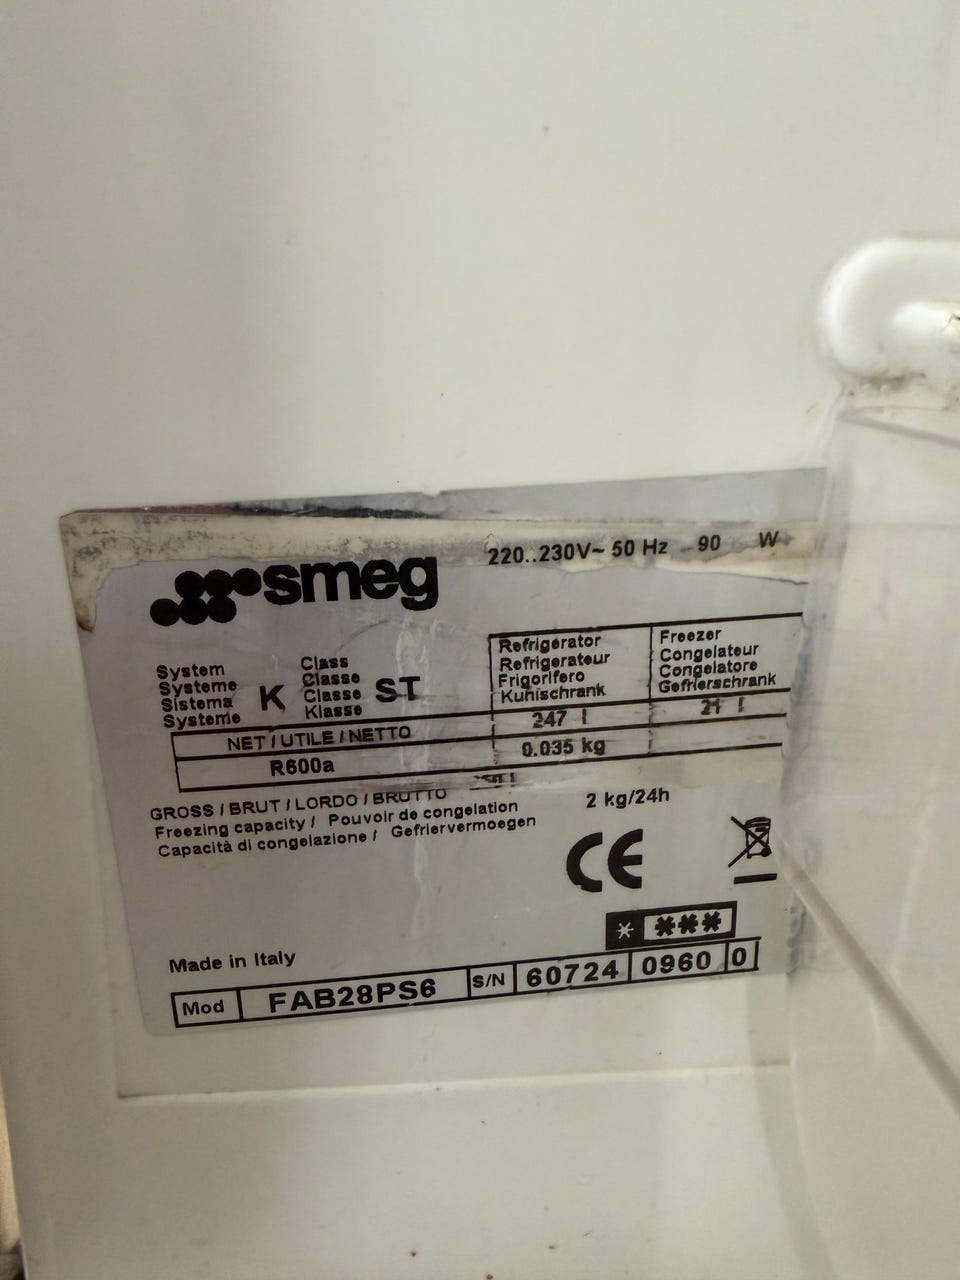 smeg
220..230V~ 50 Hz 90 W
System
Systeme
Sistema
Systeme
K
Class
Classe
Classe
Klasse
ST
Refrigerator
Refrigerateur
Frigorifero
Kuhlschrank
Freezer
Congelateur
Congelatore
Gefrierschrank
NET / UTILE / NETTO 247 l 21 l
R600a 0.035 kg
GROSS / BRUT / LORDO / BRUTTO
Freezing capacity / Pouvoir de congelation 2 kg/24h
Capacità di congelazione / Gefriervermoegen
CE
Made in Italy
Mod FAB28PS6 S/N 60724 0960 0